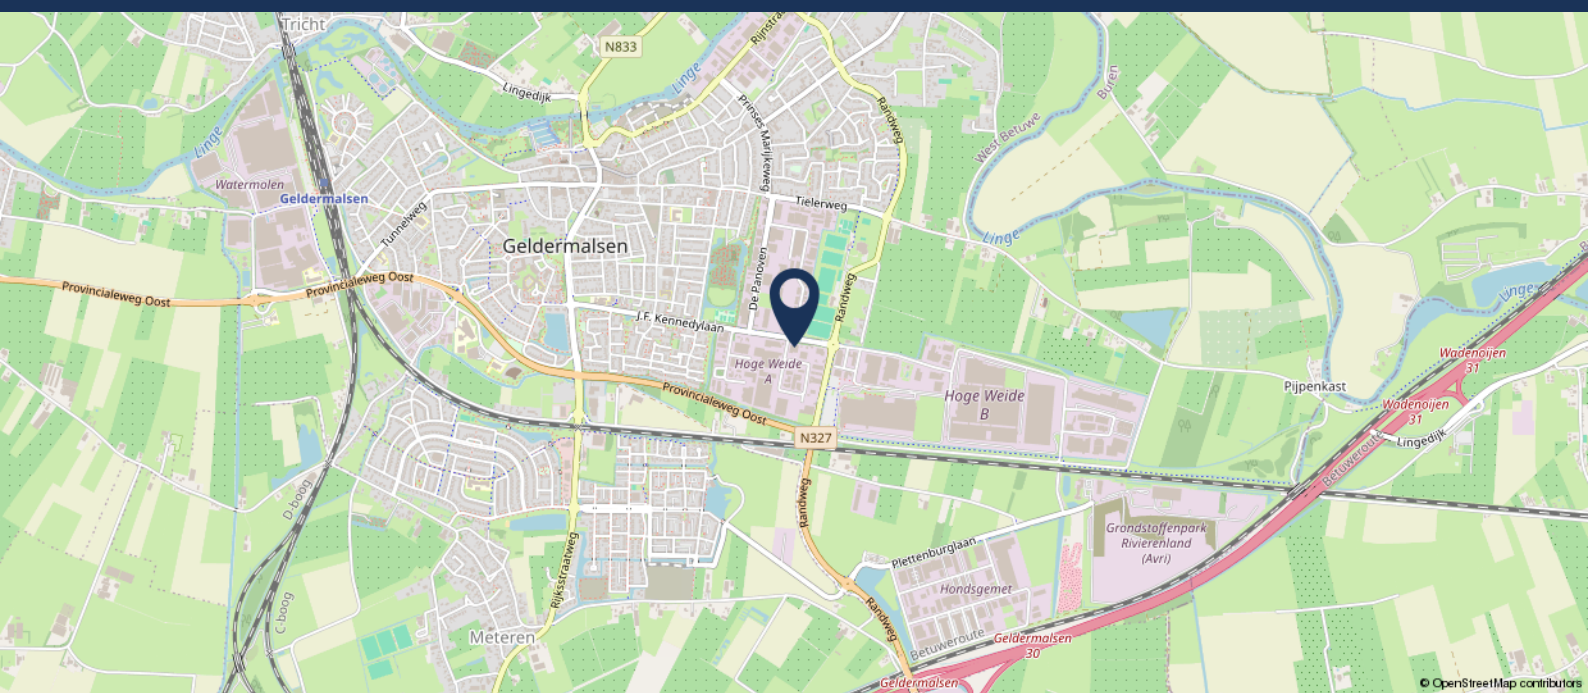 Tricht
N833
Rijnstra
Linge
Lingedijk
Buren
Randweg
Prinses Marijkeweg
West Betuwe
Linge
Watermolen
Geldermalsen
Tielerweg
Tunnelweg
Linge
Geldermalsen
De Panoven
Provincialeweg Oost
Provincialeweg Oost
Randweg
Linge
J.F. Kennedylaan
Hoge Weide
A
Wadenoijen
31
Pijpenkast
Hoge Weide
B
Provincialeweg Oost
Wadenoijen
31
N327
Lingedijk
Betuweroute
D-boog
Randweg
Grondstoffenpark
Rivierenland
(Avri)
Plettenburglaan
Rijksstraatweg
Hondsgemet
C-boog
Randweg
Meteren
Betuweroute
Geldermalsen
30
Geldermalsen
© OpenStreetMap contributors